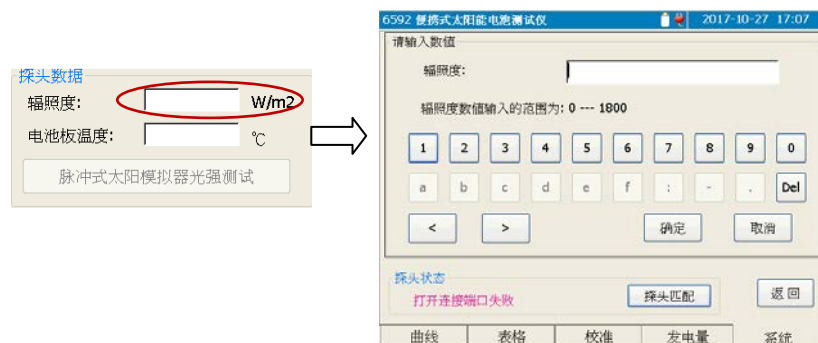 探头数据
辐照度: W/m2
电池板温度: ℃
脉冲式太阳模拟器光强测试
6592 便携式太阳能电池测试仪 2017-10-27 17:07
请输入数值
辐照度:
辐照度数值输入的范围为: 0 --- 1800
1 2 3 4 5 6 7 8 9 0
a b c d e f : - . Del
< > 确定 取消
探头状态
打开连接端口失败 探头匹配 返回
曲线 表格 校准 发电量 系统